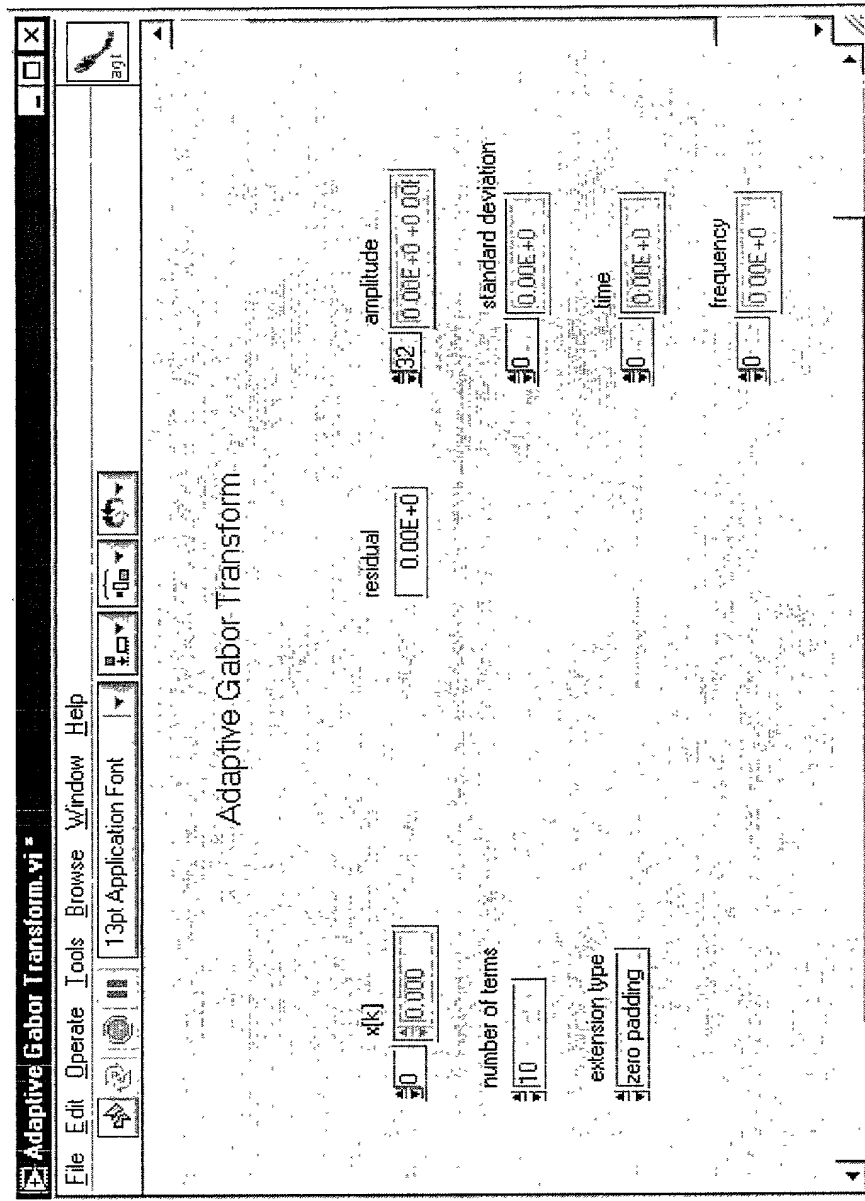 Adaptive Gabor Transform.vi *
File Edit Operate Tools Browse Window Help
13pt Application Font
agt
Adaptive Gabor Transform
x[k]
0 0.000
number of terms
10
extension type
zero padding
residual
0.00E+0
amplitude
32 0.00E+0 +0.00E
standard deviation
0 0.00E+0
time
0 0.00E+0
frequency
0 0.00E+0